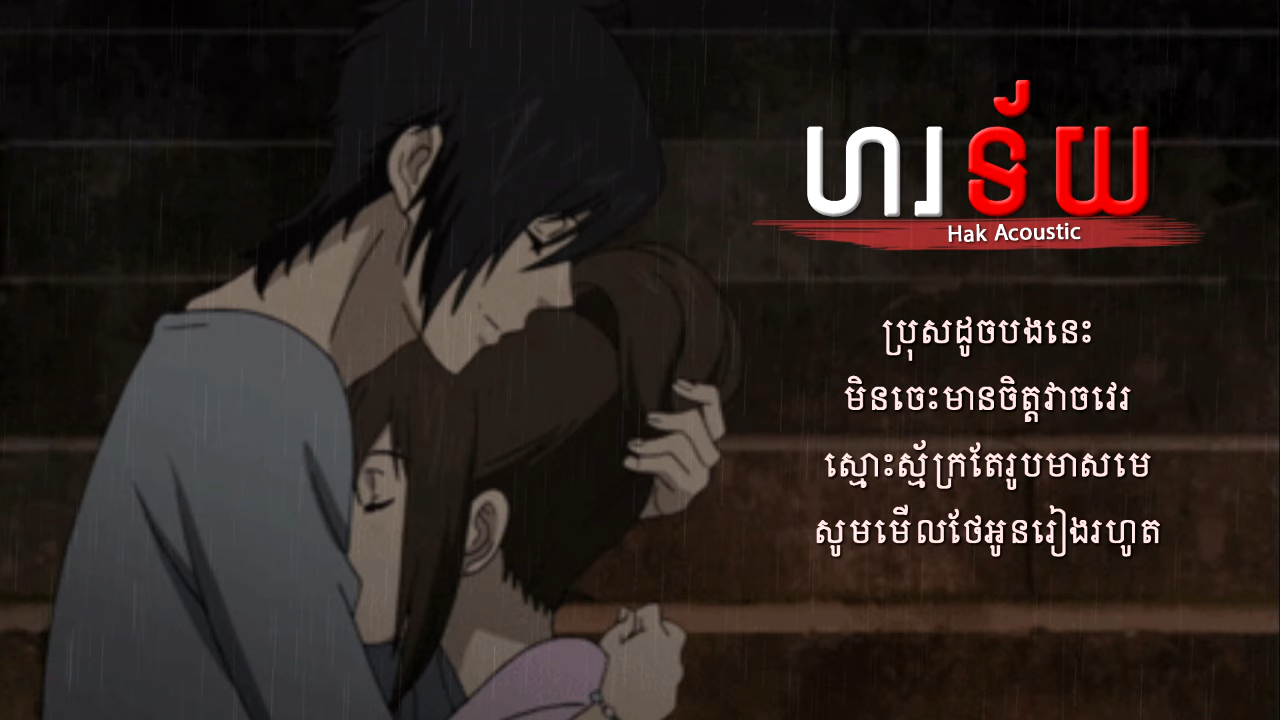 ហរទ័យ
Hak Acoustic
ប្រុសដូចបងនេះ
មិនចេះមានចិត្តវាចវេរ
ស្មោះស្ម័ក្រតែរូបមាសមេ
សូមមើលថែអូនរៀងរហូត